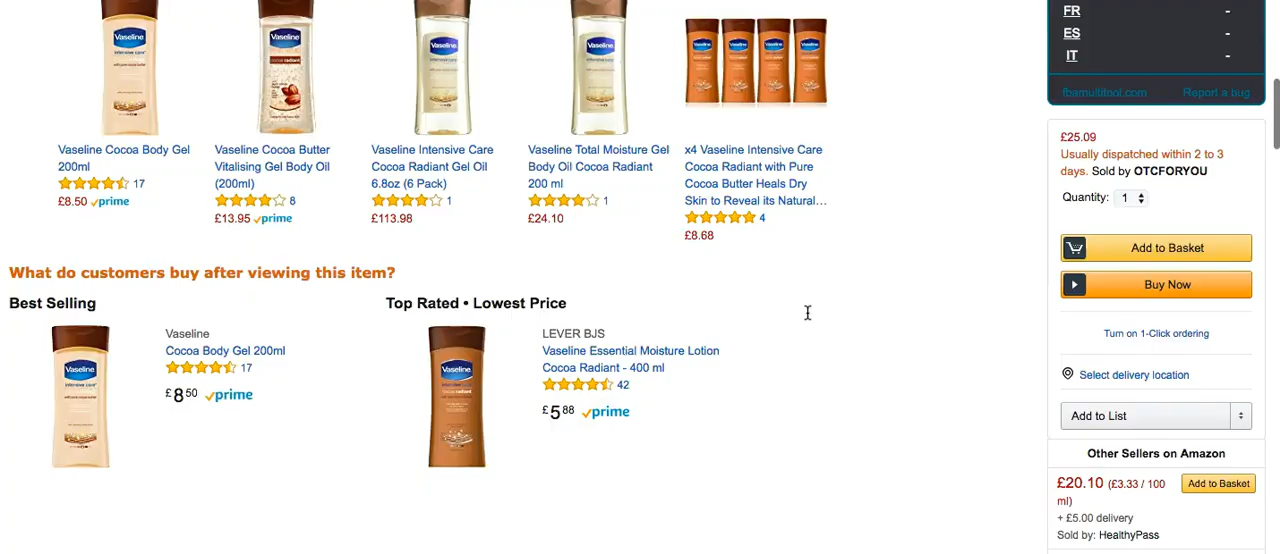 Vaseline Cocoa Body Gel
200ml
17
£8.50 prime
Vaseline Cocoa Butter
Vitalising Gel Body Oil
(200ml)
8
£13.95 prime
Vaseline Intensive Care
Cocoa Radiant Gel Oil
6.8oz (6 Pack)
1
£113.98
Vaseline Total Moisture Gel
Body Oil Cocoa Radiant
200 ml
1
£24.10
x4 Vaseline Intensive Care
Cocoa Radiant with Pure
Cocoa Butter Heals Dry
Skin to Reveal its Natural...
4
£8.68
What do customers buy after viewing this item?
Best Selling
Vaseline
Cocoa Body Gel 200ml
17
£8 50 prime
Top Rated • Lowest Price
LEVER BJS
Vaseline Essential Moisture Lotion
Cocoa Radiant - 400 ml
42
£5 88 prime
FR -
ES -
IT -
fbamultitool.com Report a bug
£25.09
Usually dispatched within 2 to 3
days. Sold by OTCFORYOU
Quantity: 1
Add to Basket
Buy Now
Turn on 1-Click ordering
Select delivery location
Add to List
Other Sellers on Amazon
£20.10 (£3.33 / 100 Add to Basket
ml)
+ £5.00 delivery
Sold by: HealthyPass